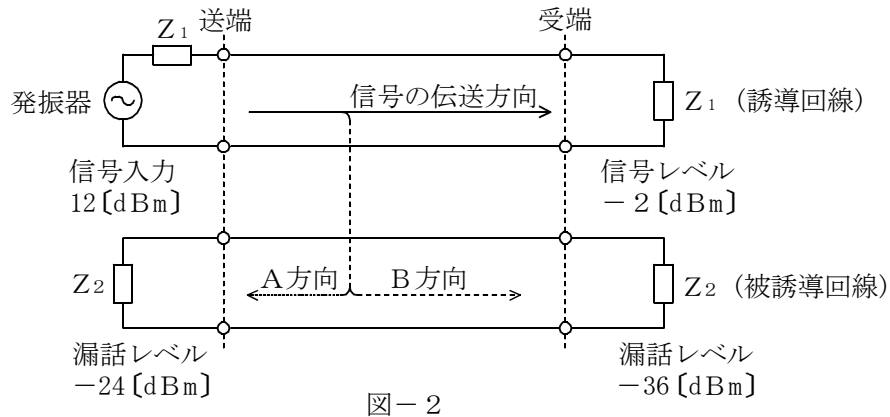 Ｚ₁ 送端 受端
発振器 信号の伝送方向 Ｚ₁（誘導回線）
信号入力 信号レベル
12〔ｄＢｍ〕 －２〔ｄＢｍ〕
Ｚ₂ Ａ方向 Ｂ方向 Ｚ₂（被誘導回線）
漏話レベル 漏話レベル
－24〔ｄＢｍ〕 －36〔ｄＢｍ〕
図－２